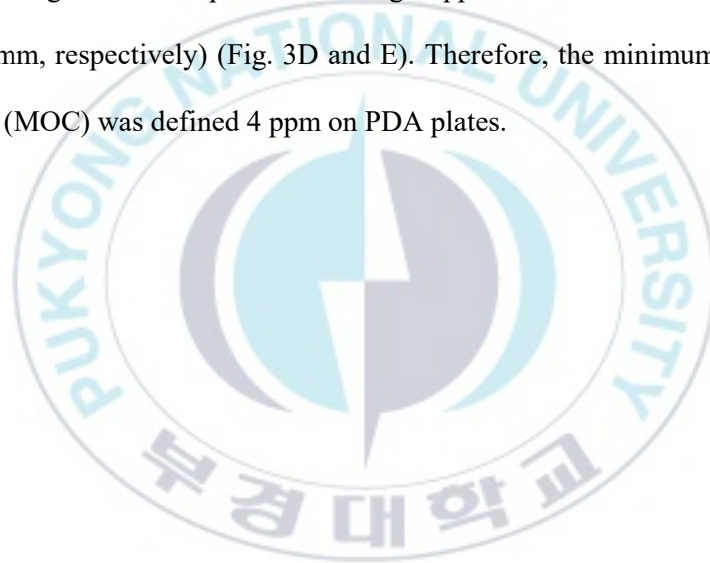 mm, respectively) (Fig. 3D and E). Therefore, the minimum
(MOC) was defined 4 ppm on PDA plates.
PUKYONG NATIONAL UNIVERSITY
부경대학교